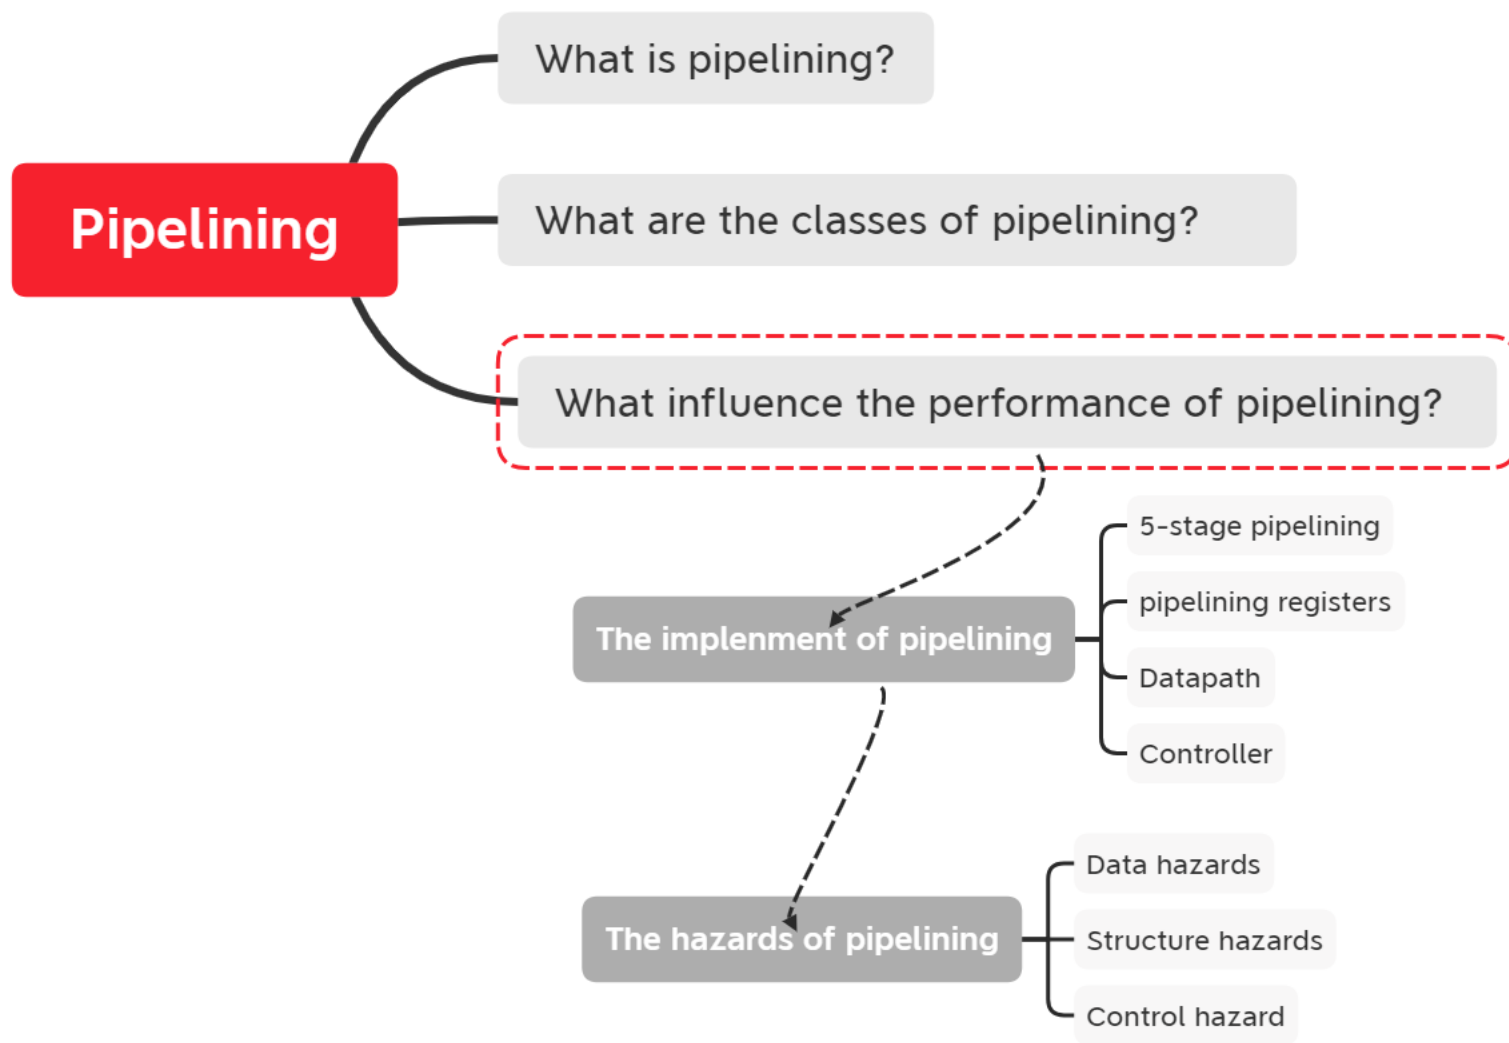 What is pipelining?
Pipelining
What are the classes of pipelining?
What influence the performance of pipelining?
5-stage pipelining
pipelining registers
The implenment of pipelining
Datapath
Controller
Data hazards
The hazards of pipelining
Structure hazards
Control hazard